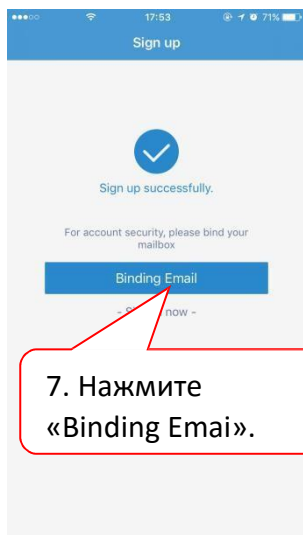 17:53 71%
Sign up
Sign up successfully.
For account security, please bind your
mailbox
Binding Email
now -
7. Нажмите
«Binding Emai».